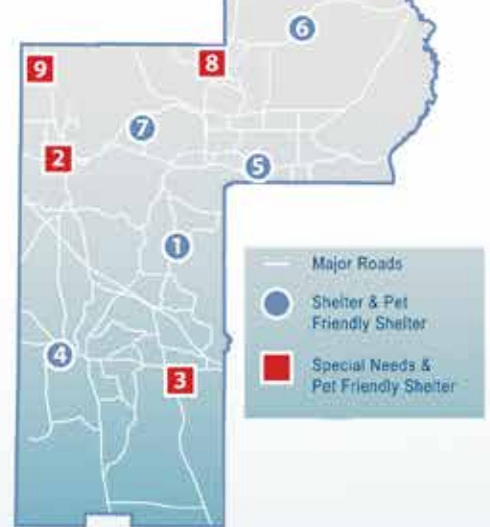 6
8
9
7
2
5
1
4
3
Major Roads
Shelter & Pet
Friendly Shelter
Special Needs &
Pet Friendly Shelter